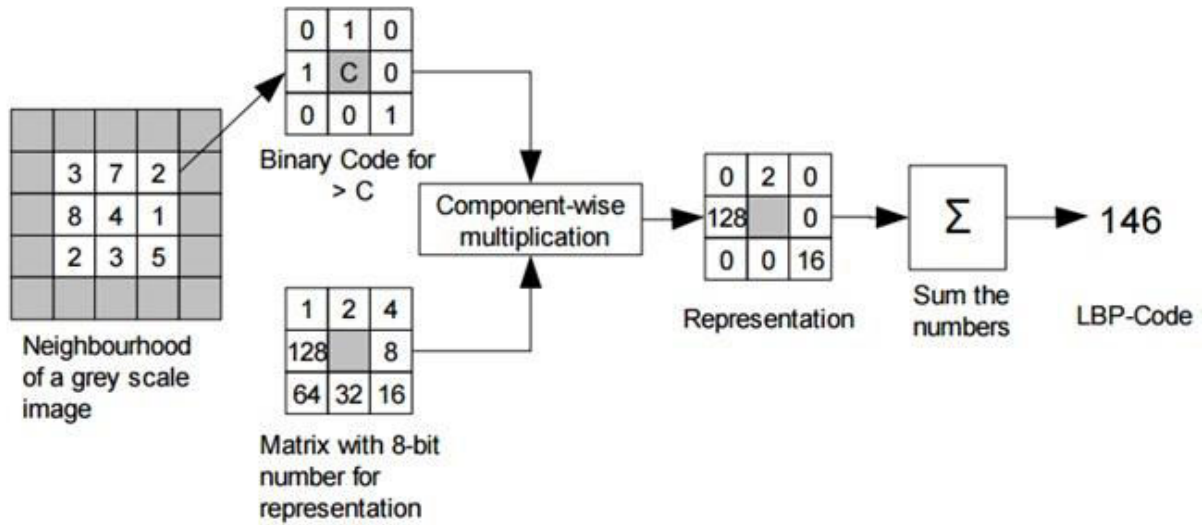 0 1 0
1 C 0
0 0 1
Binary Code for
> C
3 7 2
8 4 1
2 3 5
Neighbourhood
of a grey scale
image
1 2 4
128 8
64 32 16
Matrix with 8-bit
number for
representation
Component-wise
multiplication
0 2 0
128 0
0 0 16
Representation
Σ
Sum the
numbers
146
LBP-Code